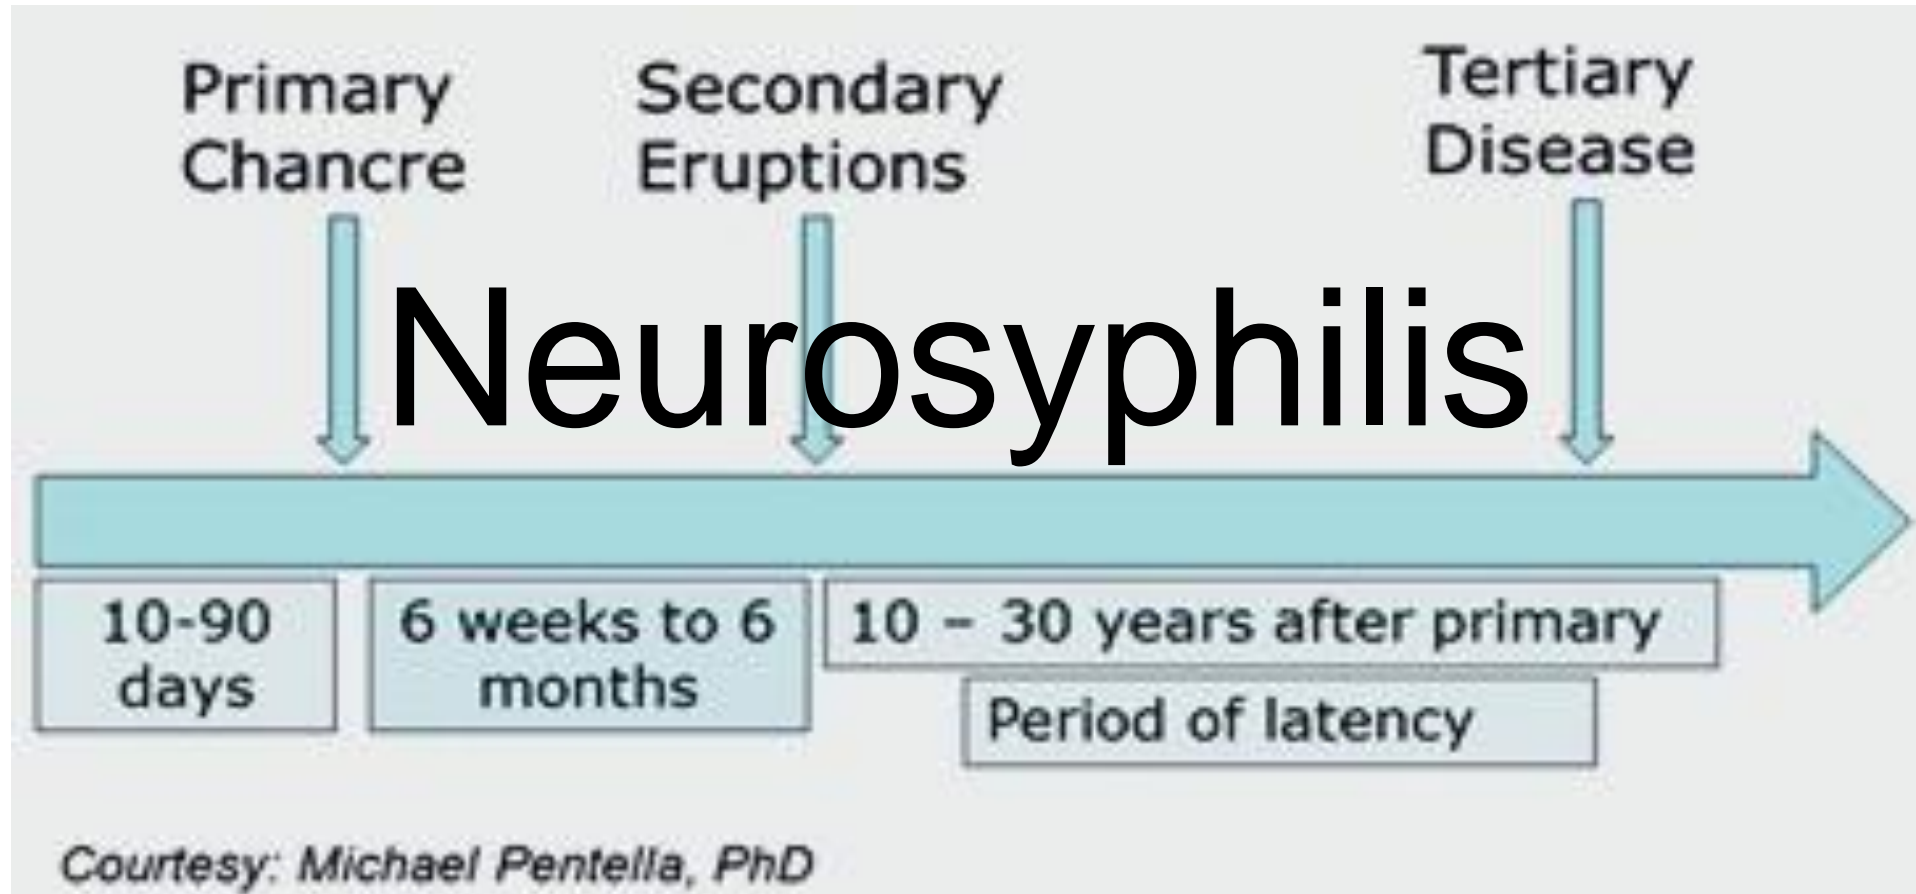 Primary
Chancre
Secondary
Eruptions
Tertiary
Disease
Neurosyphilis
10-90
days
6 weeks to 6
months
10 – 30 years after primary
Period of latency
Courtesy: Michael Pentella, PhD